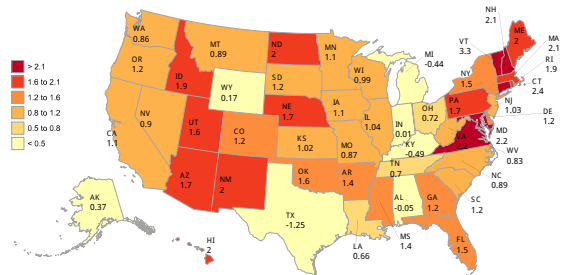 NH
2.1
VT
3.3
ME
2
MA
2.1
RI
1.9
CT
2.4
WA
0.86
MT
0.89
ND
2
MN
1.1
MI
-0.44
OR
1.2
ID
1.9
SD
1.2
WI
0.99
NY
1.5
> 2.1
1.6 to 2.1
1.2 to 1.6
0.8 to 1.2
0.5 to 0.8
< 0.5
WY
0.17
NE
1.7
IA
1.1
IL
1.04
IN
0.01
OH
0.72
PA
1.7
NJ
1.03
DE
1.2
NV
0.9
UT
1.6
CO
1.2
KS
1.02
MO
0.87
KY
-0.49
VA
2.2
MD
2.2
WV
0.83
CA
1.1
AZ
1.7
NM
2
OK
1.6
AR
1.4
TN
0.7
NC
0.89
SC
1.2
AK
0.37
TX
-1.25
AL
-0.05
GA
1.2
HI
2
LA
0.66
MS
1.4
FL
1.5